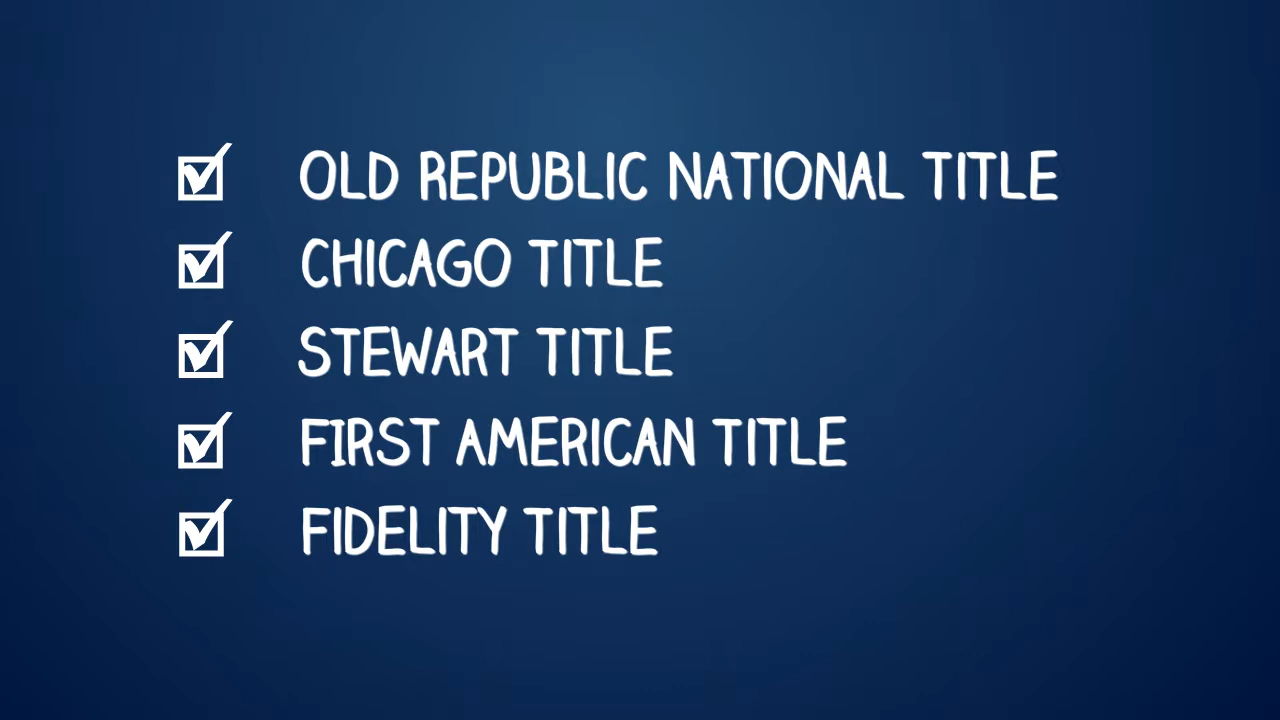 OLD REPUBLIC NATIONAL TITLE
CHICAGO TITLE
STEWART TITLE
FIRST AMERICAN TITLE
FIDELITY TITLE